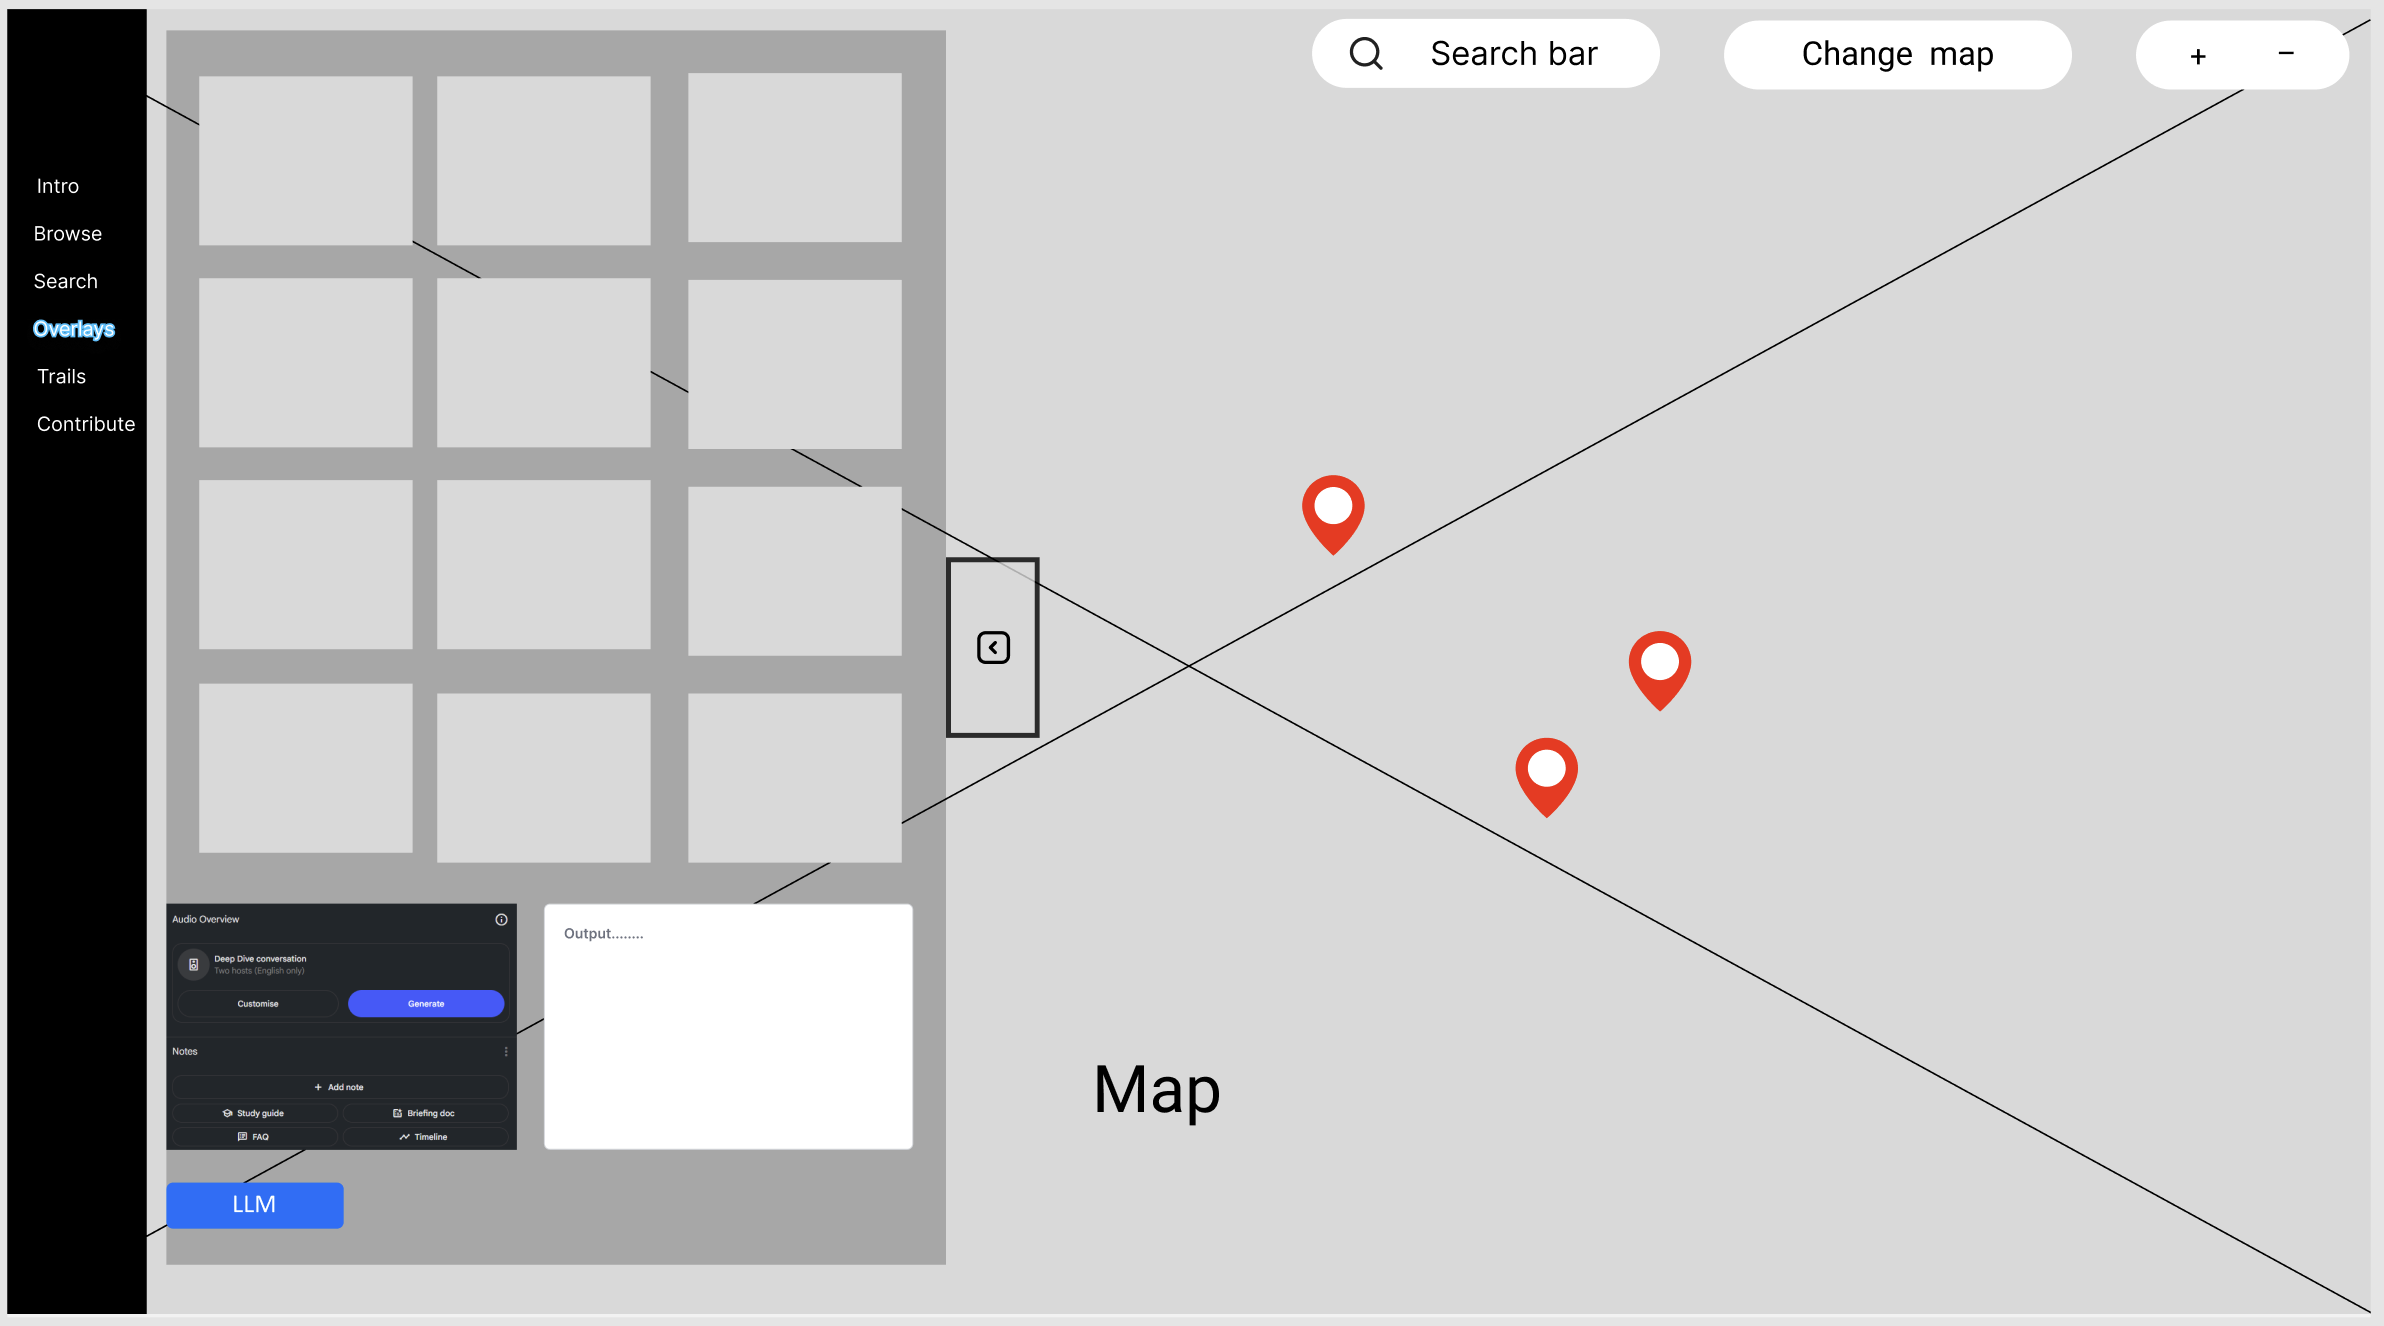 Search bar
Change map
+ −
Intro
Browse
Search
Overlays
Trails
Contribute
Audio Overview
Deep Dive conversation
Two hosts (English only)
Customise
Generate
Notes
+ Add note
Study guide
Briefing doc
FAQ
Timeline
Output........
LLM
Map